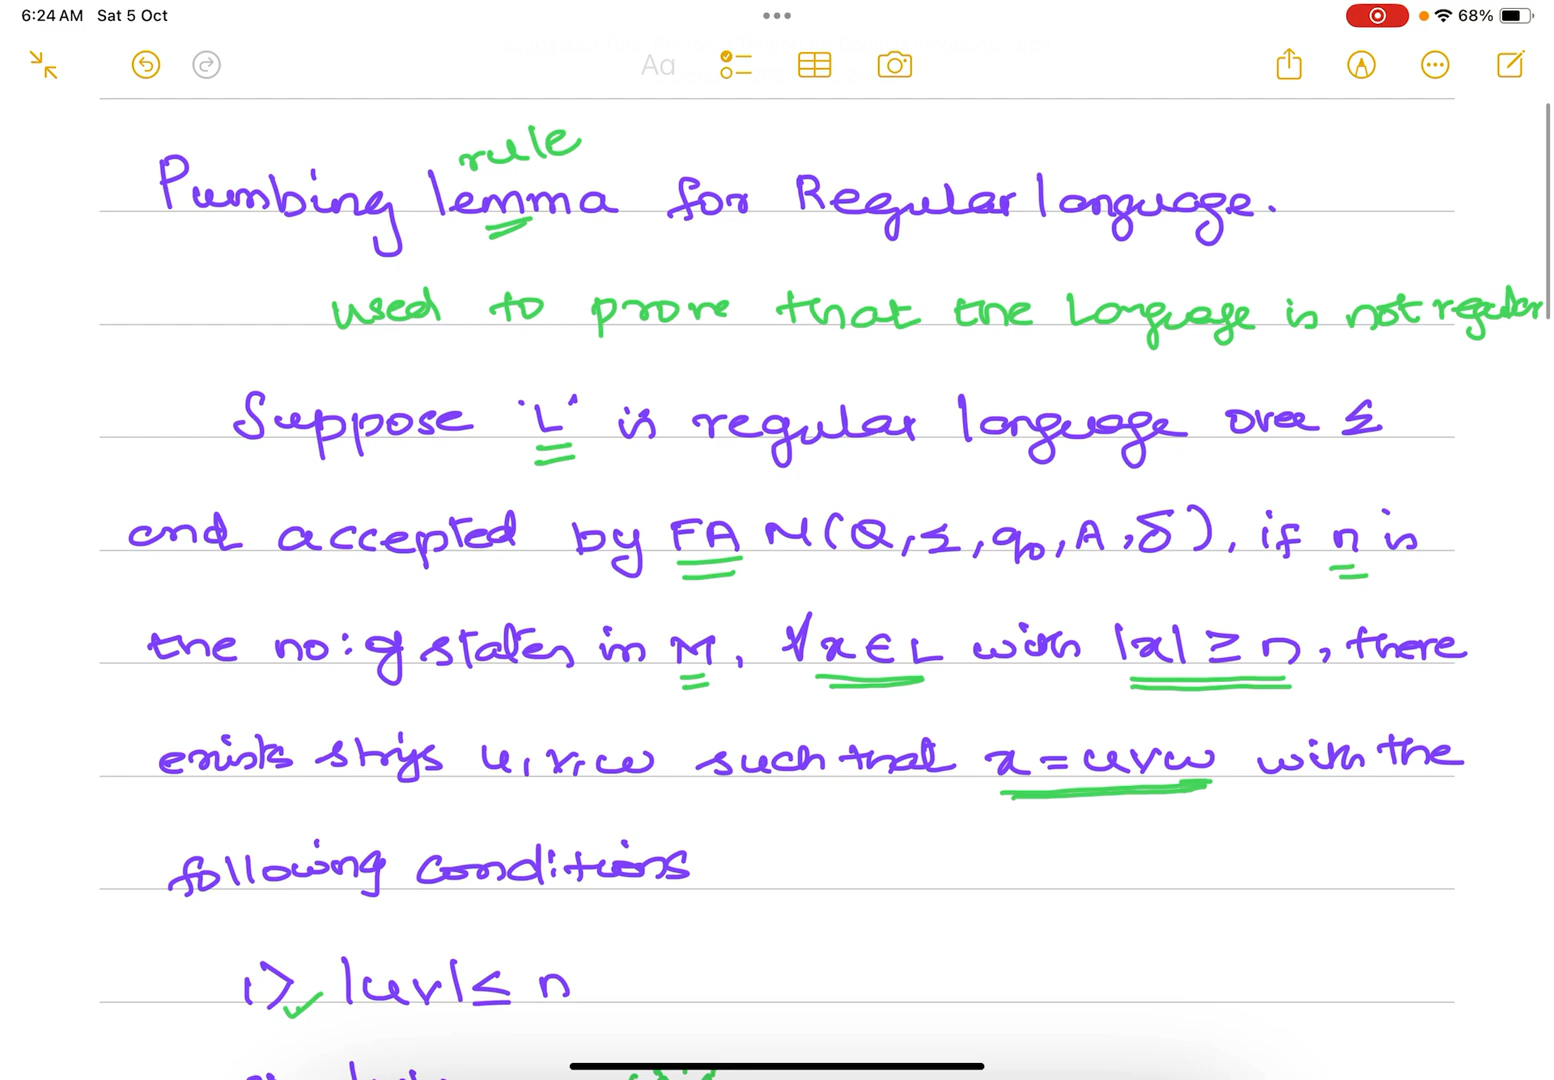 6:24 AM Sat 5 Oct
68%
Aa
rule
Pumbing lemma for Regular language.
used to prove that the Language is not regular
Suppose 'L' is regular language over Σ
and accepted by FA M(Q, Σ, q0, A, δ), if n is
the no: of states in M, ∀x ∈ L with |x| ≥ n, there
exists strigs u, v, w such that x = uvw with the
following conditions
1) |uv| ≤ n